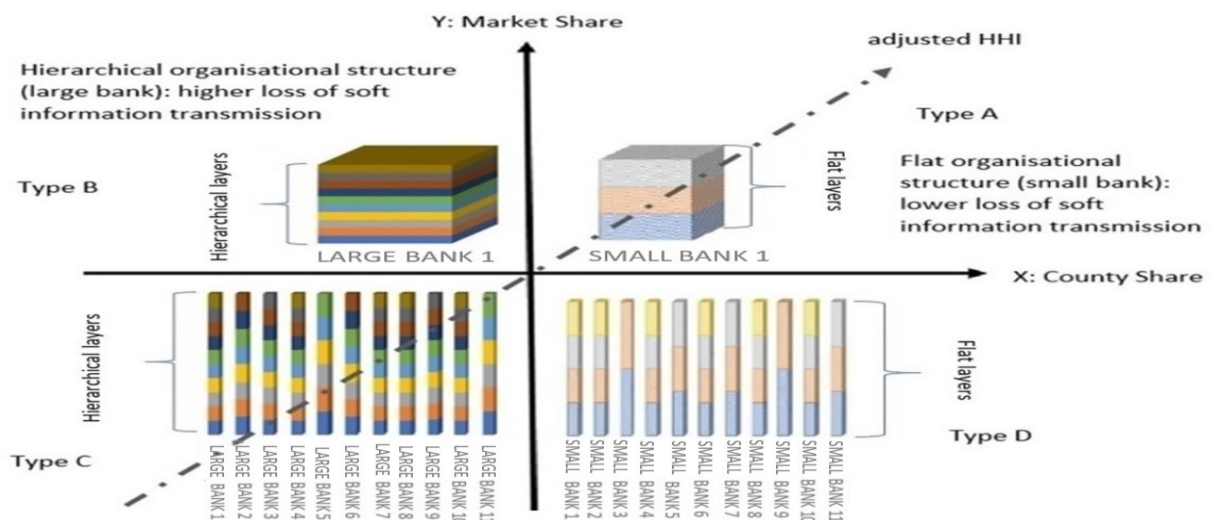 Y: Market Share
adjusted HHI
Hierarchical organisational structure
(large bank): higher loss of soft
information transmission
Type A
Type B
Hierarchical layers
Flat layers
Flat organisational
structure (small bank):
lower loss of soft
information transmission
LARGE BANK 1
SMALL BANK 1
X: County Share
Hierarchical layers
Flat layers
Type D
Type C
LARGE BANK 1
LARGE BANK 2
LARGE BANK 3
LARGE BANK 4
LARGE BANK 5
LARGE BANK 6
LARGE BANK 7
LARGE BANK 8
LARGE BANK 9
LARGE BANK
LARGE BANK
SMALL BANK 1
SMALL BANK 2
SMALL BANK 3
SMALL BANK 4
SMALL BANK 5
SMALL BANK 6
SMALL BANK 7
SMALL BANK 8
SMALL BANK 9
SMALL BANK
SMALL BANK 11